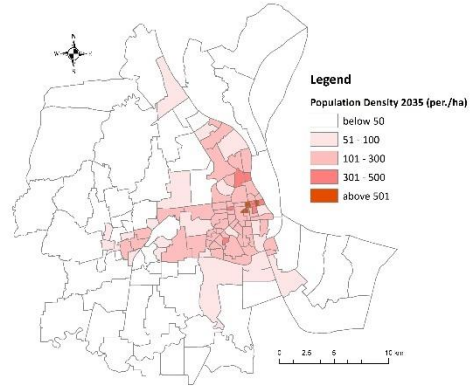 N
W E
S
Legend
Population Density 2035 (per./ha)
below 50
51 - 100
101 - 300
301 - 500
above 501
0 2.5 5 10 km